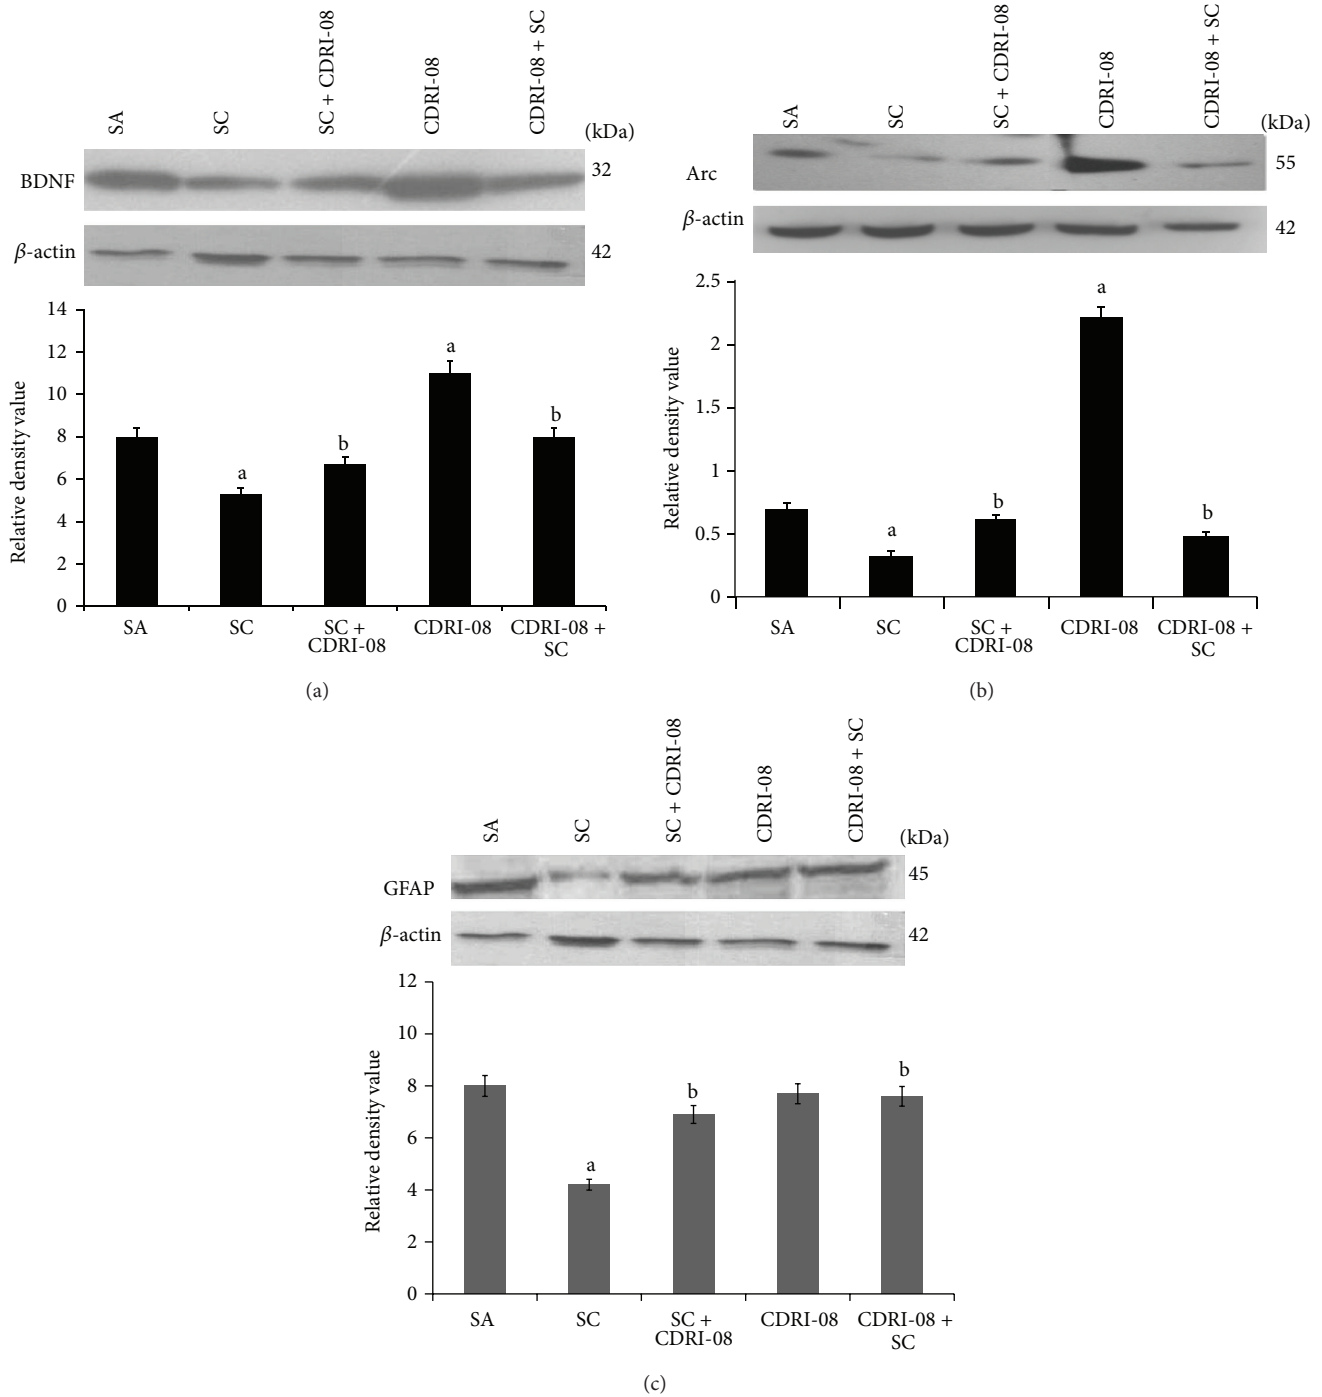 SA
SC
SC + CDRI-08
CDRI-08
CDRI-08 + SC
(kDa)
BDNF
32
β-actin
42
14
12
10
8
6
4
2
0
Relative density value
a
b
a
b
SA
SC
SC +
CDRI-08
CDRI-08
CDRI-08 +
SC
(a)
SA
SC
SC + CDRI-08
CDRI-08
CDRI-08 + SC
(kDa)
Arc
55
β-actin
42
2.5
2
1.5
1
0.5
0
Relative density value
a
b
a
b
SA
SC
SC +
CDRI-08
CDRI-08
CDRI-08 +
SC
(b)
SA
SC
SC + CDRI-08
CDRI-08
CDRI-08 + SC
(kDa)
GFAP
45
β-actin
42
12
10
8
6
4
2
0
Relative density value
a
b
b
SA
SC
SC +
CDRI-08
CDRI-08
CDRI-08 +
SC
(c)